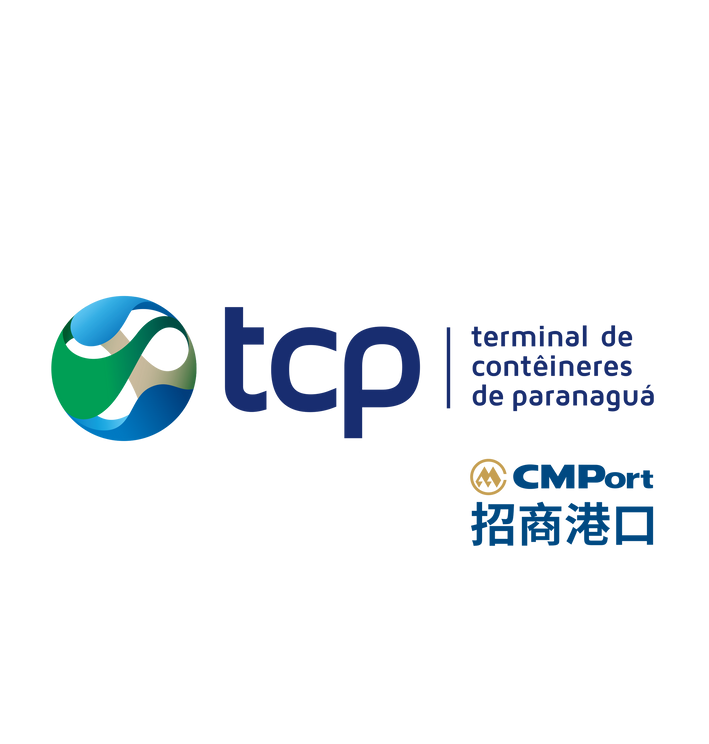 tcp
terminal de
contêineres
de paranaguá
CMPort
招商港口